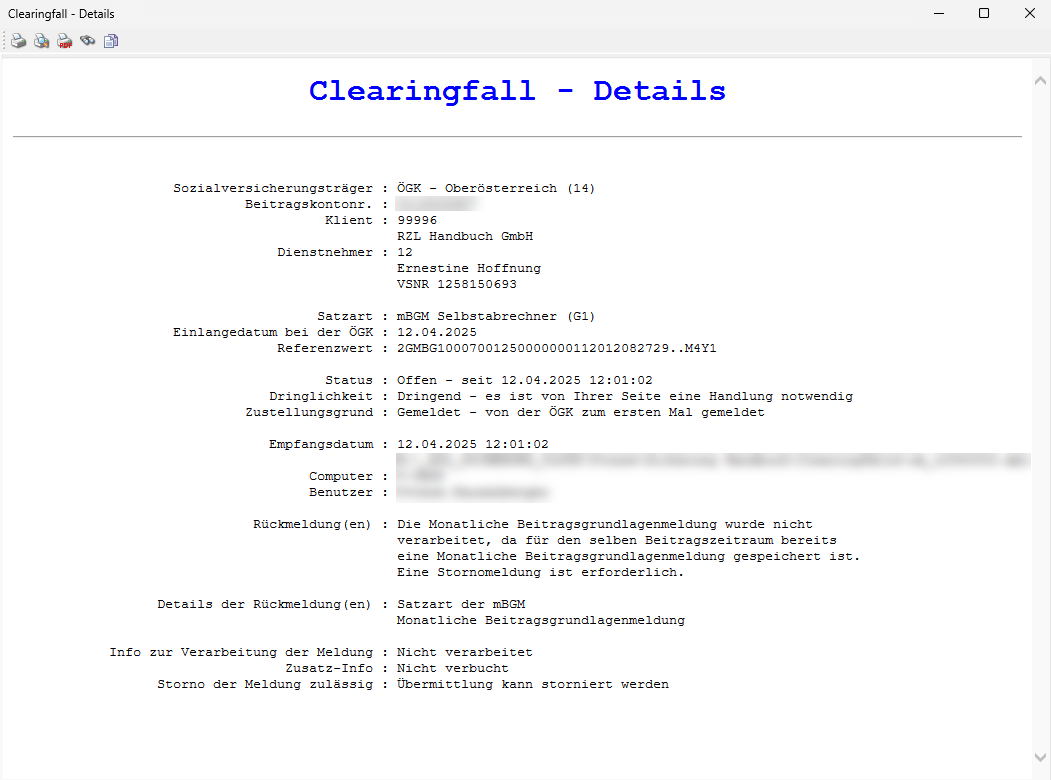 Clearingfall - Details
Clearingfall - Details
Sozialversicherungsträger : ÖGK - Oberösterreich (14)
Beitragskontonr. :
Klient : 99996
RZL Handbuch GmbH
Dienstnehmer : 12
Ernestine Hoffnung
VSNR 1258150693
Satzart : mBGM Selbstabrechner (G1)
Einlangedatum bei der ÖGK : 12.04.2025
Referenzwert : 2GMBG10007001250000000112012082729..M4Y1
Status : Offen - seit 12.04.2025 12:01:02
Dringlichkeit : Dringend - es ist von Ihrer Seite eine Handlung notwendig
Zustellungsgrund : Gemeldet - von der ÖGK zum ersten Mal gemeldet
Empfangsdatum : 12.04.2025 12:01:02
Computer :
Benutzer :
Rückmeldung(en) : Die Monatliche Beitragsgrundlagenmeldung wurde nicht
verarbeitet, da für den selben Beitragszeitraum bereits
eine Monatliche Beitragsgrundlagenmeldung gespeichert ist.
Eine Stornomeldung ist erforderlich.
Details der Rückmeldung(en) : Satzart der mBGM
Monatliche Beitragsgrundlagenmeldung
Info zur Verarbeitung der Meldung : Nicht verarbeitet
Zusatz-Info : Nicht verbucht
Storno der Meldung zulässig : Übermittlung kann storniert werden